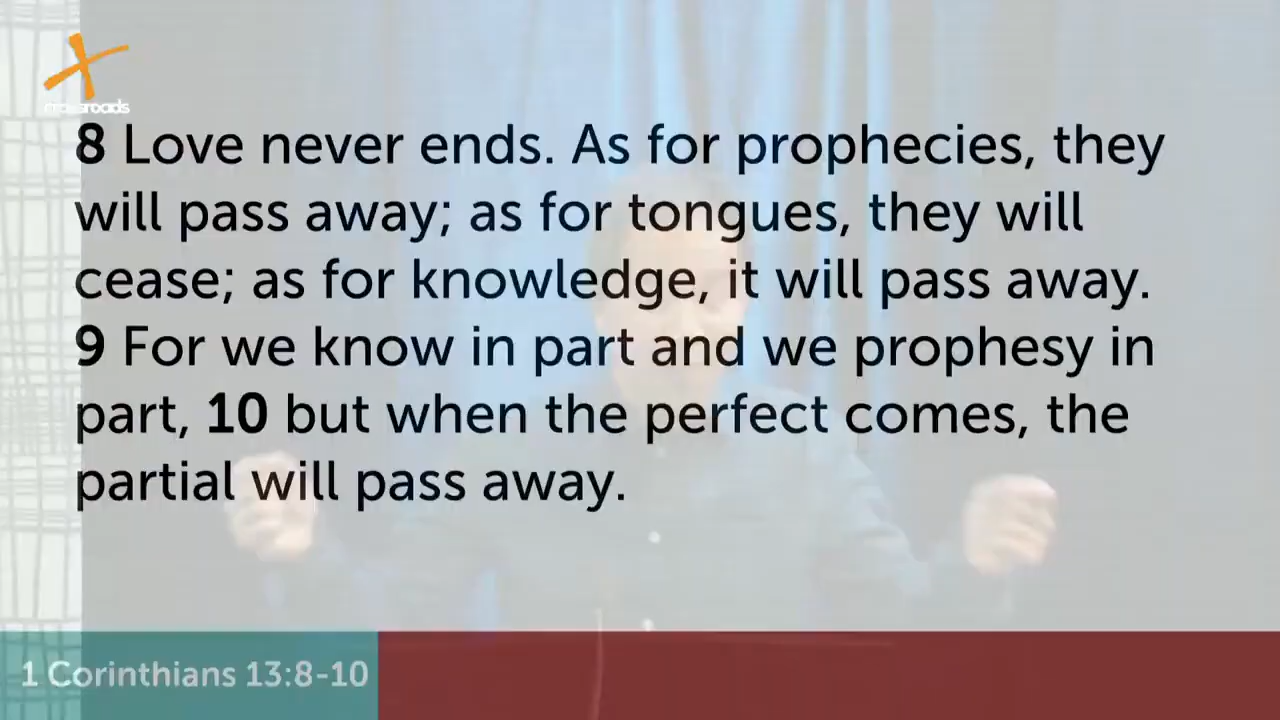 crossroads
8 Love never ends. As for prophecies, they
will pass away; as for tongues, they will
cease; as for knowledge, it will pass away.
9 For we know in part and we prophesy in
part, 10 but when the perfect comes, the
partial will pass away.
1 Corinthians 13:8-10